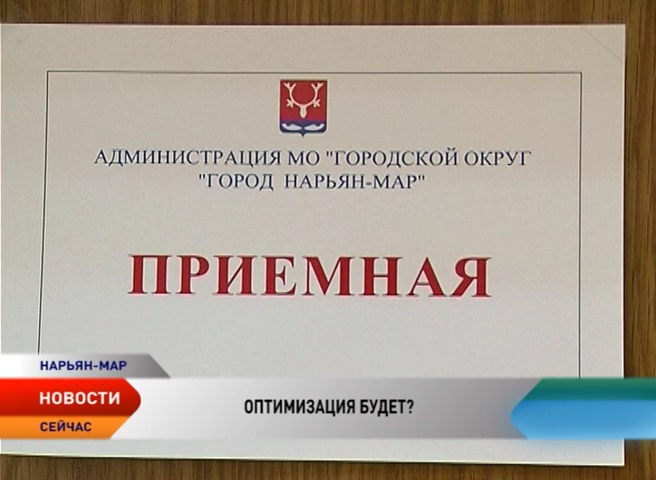 АДМИНИСТРАЦИЯ МО "ГОРОДСКОЙ ОКРУГ
"ГОРОД НАРЬЯН-МАР"
ПРИЕМНАЯ
НАРЬЯН-МАР
НОВОСТИ
ОПТИМИЗАЦИЯ БУДЕТ?
СЕЙЧАС